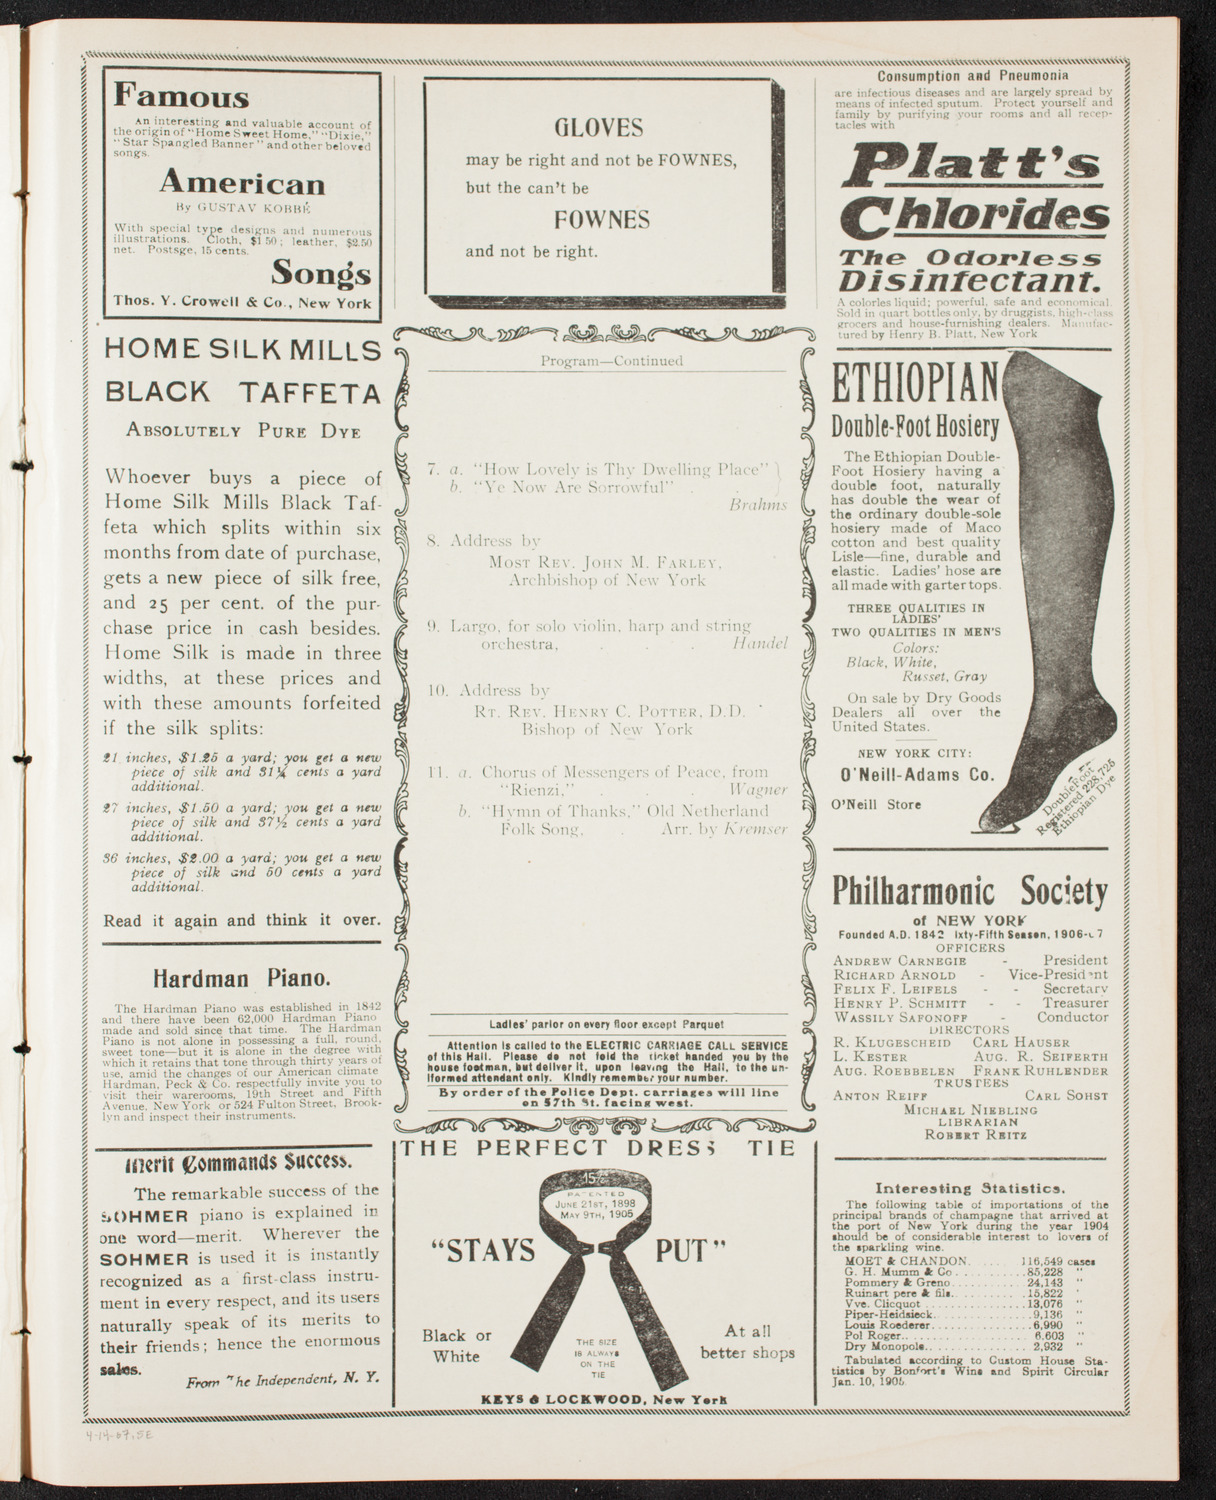 Famous
An interesting and valuable account of
the origin of "Home Sweet Home," "Dixie,"
"Star Spangled Banner" and other beloved
songs.
American
By GUSTAV KOBBÉ
With special type designs and numerous
illustrations. Cloth, $1 50; leather, $2.50
net. Postsge, 15 cents.
Songs
Thos. Y. Crowell & Co., New York
HOME SILK MILLS
BLACK TAFFETA
ABSOLUTELY PURE DYE
Whoever buys a piece of
Home Silk Mills Black Taf-
feta which splits within six
months from date of purchase,
gets a new piece of silk free,
and 25 per cent. of the pur-
chase price in cash besides.
Home Silk is made in three
widths, at these prices and
with these amounts forfeited
if the silk splits:
21 inches, $1.25 a yard; you get a new
piece of silk and 31¼ cents a yard
additional.
27 inches, $1.50 a yard; you get a new
piece of silk and 37½ cents a yard
additional.
36 inches, $2.00 a yard; you get a new
piece of silk and 50 cents a yard
additional.
Read it again and think it over.
Hardman Piano.
The Hardman Piano was established in 1842
and there have been 62,000 Hardman Piano
made and sold since that time. The Hardman
Piano is not alone in possessing a full, round,
sweet tone—but it is alone in the degree with
which it retains that tone through thirty years of
use, amid the changes of our American climate
Hardman, Peck & Co. respectfully invite you to
visit their warerooms, 19th Street and Fifth
Avenue, New York or 524 Fulton Street, Brook-
lyn and inspect their instruments.
Merit Commands Success.
The remarkable success of the
SOHMER piano is explained in
one word—merit. Wherever the
SOHMER is used it is instantly
recognized as a first-class instru-
ment in every respect, and its users
naturally speak of its merits to
their friends; hence the enormous
sales.
From The Independent, N. Y.
GLOVES
may be right and not be FOWNES,
but the can't be
FOWNES
and not be right.
Program—Continued
7. a. "How Lovely is Thy Dwelling Place" }
b. "Ye Now Are Sorrowful" . .
Brahms
8. Address by
MOST REV. JOHN M. FARLEY,
Archbishop of New York
9. Largo, for solo violin, harp and string
orchestra, . . . Handel
10. Address by
RT. REV. HENRY C. POTTER, D.D.
Bishop of New York
11. a. Chorus of Messengers of Peace, from
"Rienzi," . . . . Wagner
b. "Hymn of Thanks," Old Netherland
Folk Song, . Arr. by Kremser
Ladies' parlor on every floor except Parquet
Attention is called to the ELECTRIC CARRIAGE CALL SERVICE
of this Hall. Please do not fold the ticket handed you by the
house footman, but deliver it, upon leaving the Hall, to the un-
iformed attendant only. Kindly remember your number.
By order of the Police Dept. carriages will line
on 57th St. facing west.
THE PERFECT DRESS TIE
15½
PATENTED
JUNE 21ST, 1898
MAY 9TH, 1905
"STAYS PUT"
Black or
White
THE SIZE
IS ALWAYS
ON THE
TIE
At all
better shops
KEYS & LOCKWOOD, New York
Consumption and Pneumonia
are infectious diseases and are largely spread by
means of infected sputum. Protect yourself and
family by purifying your rooms and all recep-
tacles with
Platt's
Chlorides
The Odorless
Disinfectant.
A colorles liquid; powerful, safe and economical.
Sold in quart bottles only, by druggists, high-class
grocers and house-furnishing dealers. Manufac-
tured by Henry B. Platt, New York
ETHIOPIAN
Double-Foot Hosiery
The Ethiopian Double-
Foot Hosiery having a
double foot, naturally
has double the wear of
the ordinary double-sole
hosiery made of Maco
cotton and best quality
Lisle—fine, durable and
elastic. Ladies' hose are
all made with garter tops.
THREE QUALITIES IN
LADIES'
TWO QUALITIES IN MEN'S
Colors:
Black, White,
Russet, Gray
On sale by Dry Goods
Dealers all over the
United States.
NEW YORK CITY:
O'Neill-Adams Co.
O'Neill Store
DoubleFoot
Registered 228,725
Ethiopian Dye
Philharmonic Society
of NEW YORK
Founded A.D. 1842 ixty-Fifth Season, 1906-07
OFFICERS
ANDREW CARNEGIE - President
RICHARD ARNOLD - Vice-President
FELIX F. LEIFELS - - Secretary
HENRY P. SCHMITT - - Treasurer
WASSILY SAFONOFF - Conductor
DIRECTORS
R. KLUGESCHEID CARL HAUSER
L. KESTER AUG. R. SEIFERTH
AUG. ROEBBELEN FRANK RUHLENDER
TRUSTEES
ANTON REIFF CARL SOHST
MICHAEL NIEBLING
LIBRARIAN
ROBERT REITZ
Interesting Statistics.
The following table of importations of the
principal brands of champagne that arrived at
the port of New York during the year 1904
should be of considerable interest to lovers of
the sparkling wine.
MOET & CHANDON. . . . . . 116,549 cases
G. H. Mumm & Co. . . . . . . . . . 85,228 "
Pommery & Greno. . . . . . . . . . 24,143 "
Ruinart pere & fils. . . . . . . . . . 15,822 "
Vve. Clicquot . . . . . . . . . . . . . 13,076 "
Piper-Heidsieck. . . . . . . . . . . . . 9,136 "
Louis Roederer. . . . . . . . . . . . . 6,990 "
Pol Roger. . . . . . . . . . . . . . . . . 6,603 "
Dry Monopole. . . . . . . . . . . . . . 2,932 "
Tabulated according to Custom House Sta-
tistics by Bonfort's Wine and Spirit Circular
Jan. 10, 1905.
4-14-07, SE